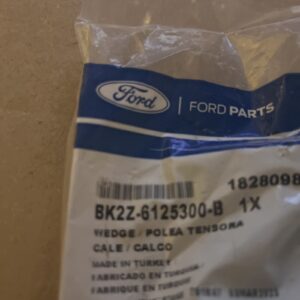 Ford | FORD PARTS
1828098
BK2Z-6125300-B 1X
WEDGE / POLEA TENSORA
CALE / CALCO
MADE IN TURKEY
FABRICADO EN TURQUIA
FABRIQUE EN TURQUIE